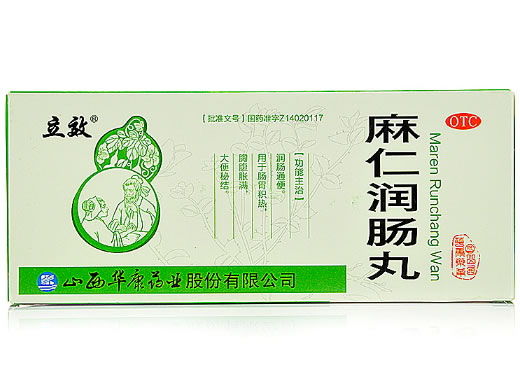 立效®
【批准文号】国药准字Z14020117
OTC
麻仁润肠丸
Maren Runchang Wan
【功能主治】
润肠通便。
用于肠胃积热，
胸腹胀满，
大便秘结。
山西华康药业股份有限公司